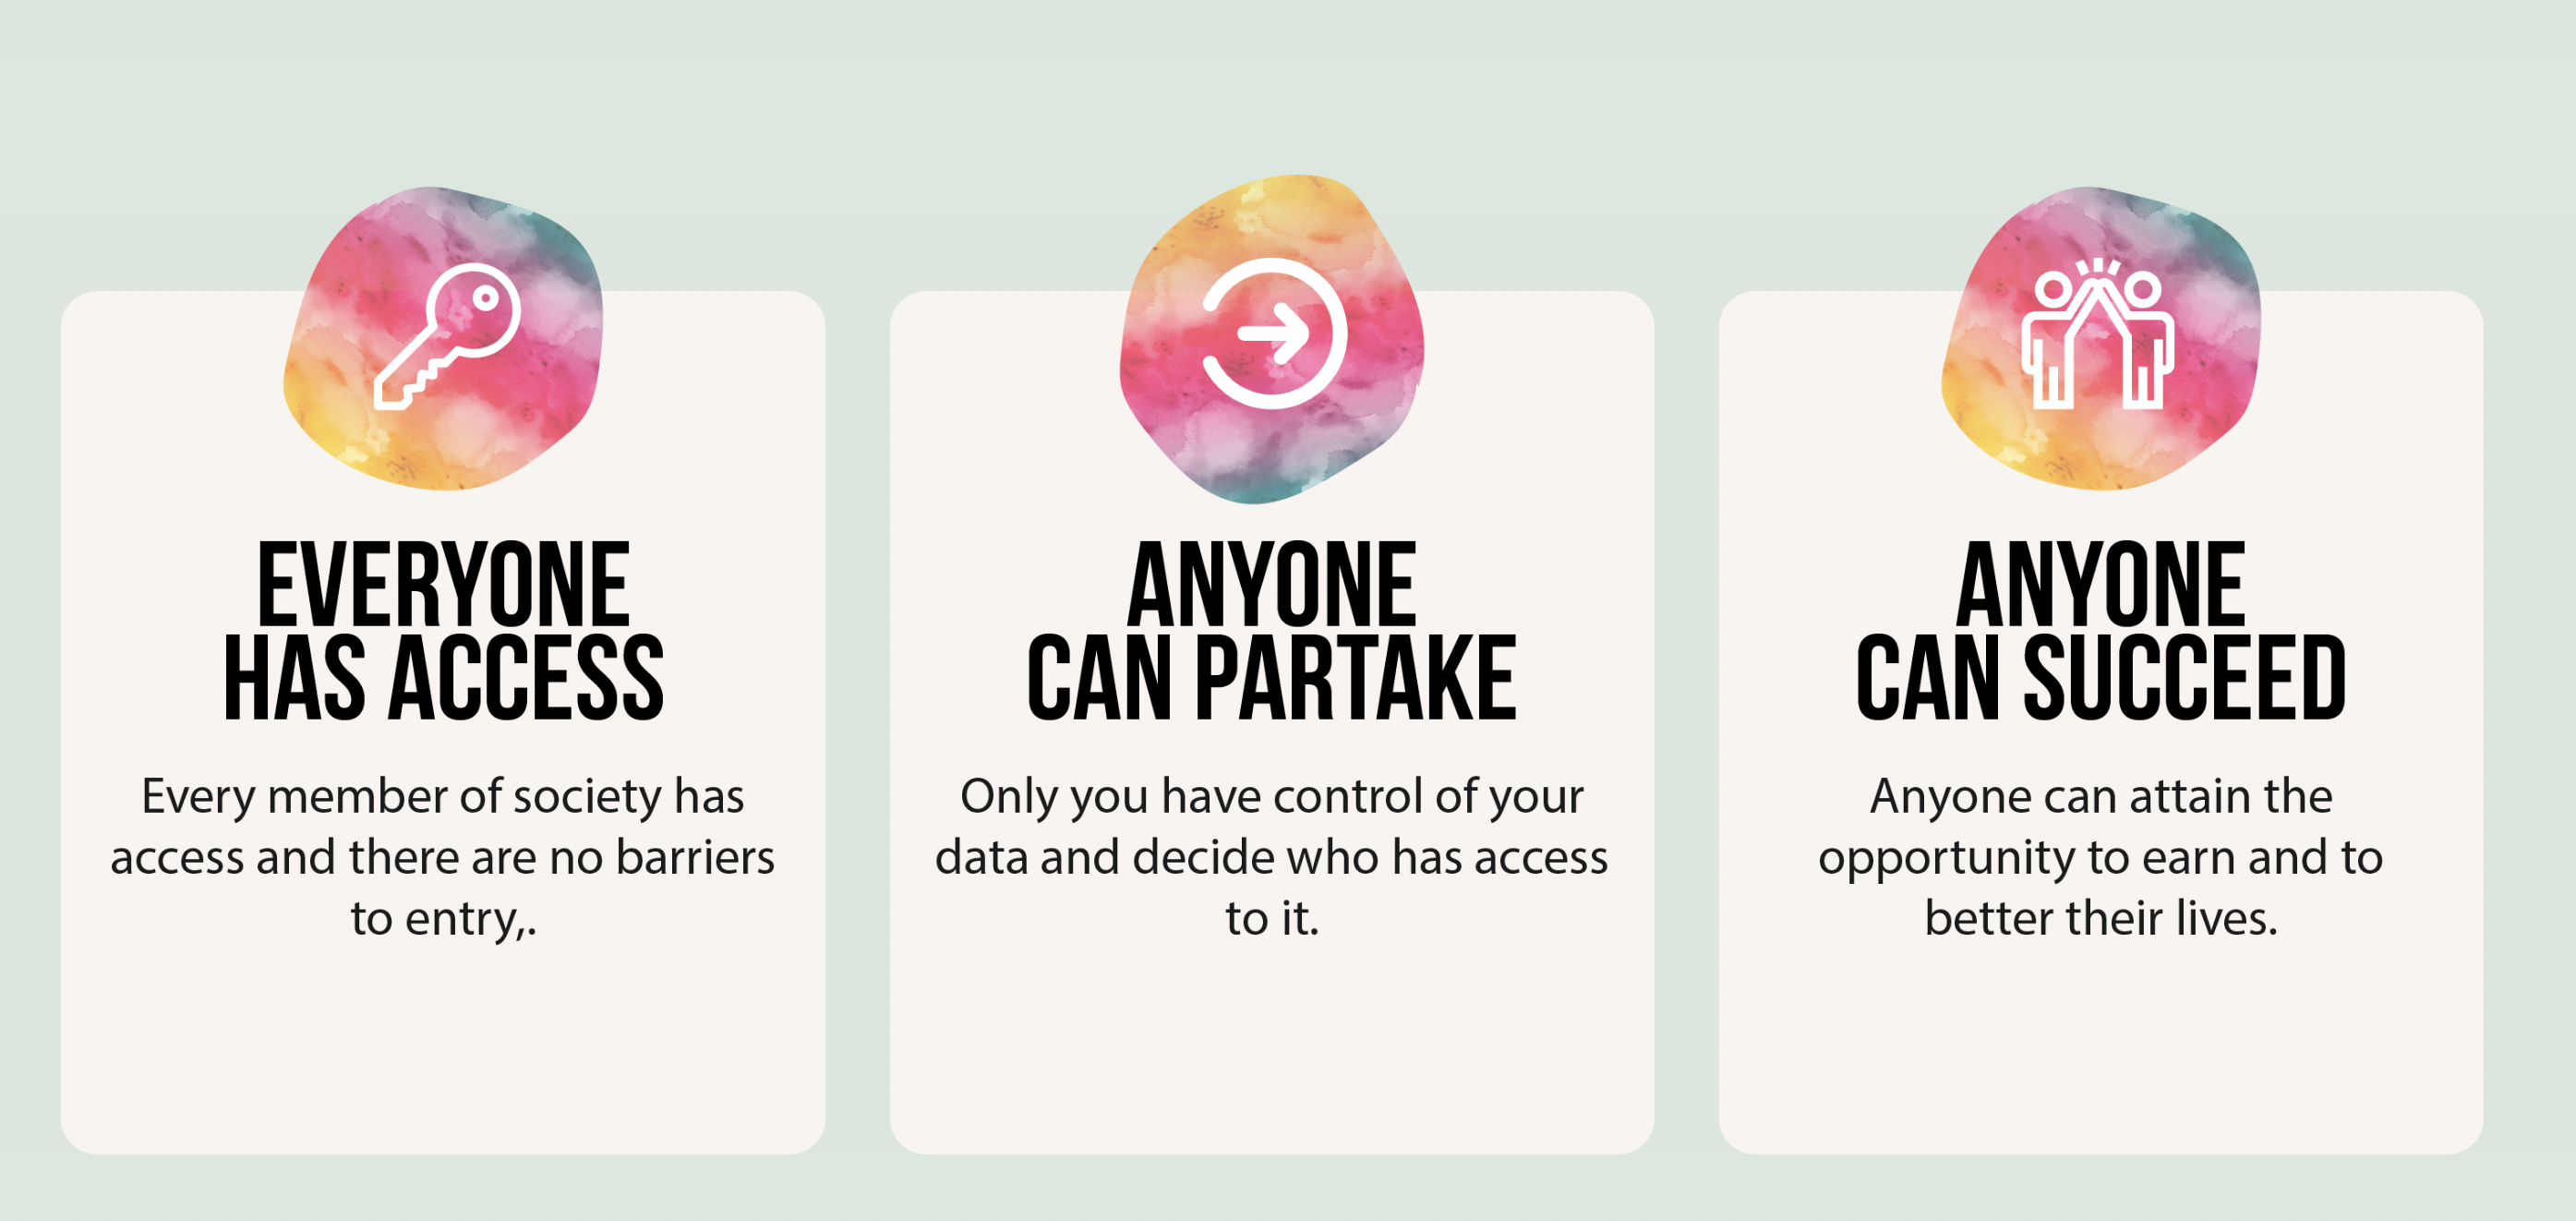 EVERYONE
HAS ACCESS
Every member of society has
access and there are no barriers
to entry,.
ANYONE
CAN PARTAKE
Only you have control of your
data and decide who has access
to it.
ANYONE
CAN SUCCEED
Anyone can attain the
opportunity to earn and to
better their lives.